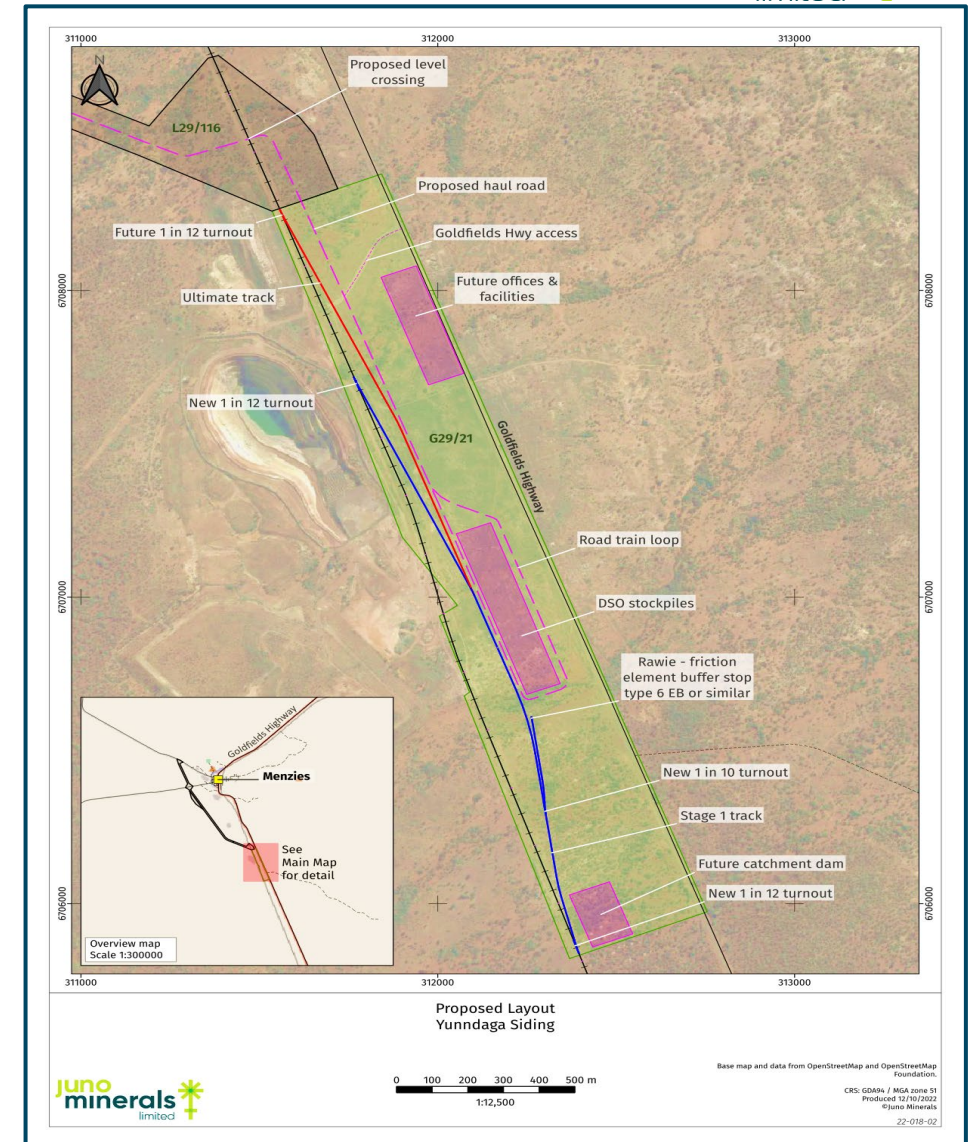 311000
312000
313000
N
Proposed level
crossing
L29/116
Proposed haul road
Future 1 in 12 turnout
Goldfields Hwy access
Ultimate track
Future offices &
facilities
6708000
6708000
New 1 in 12 turnout
G29/21
Goldfields Highway
Road train loop
6707000
6707000
DSO stockpiles
Rawie - friction
element buffer stop
type 6 EB or similar
Goldfields Highway
Menzies
New 1 in 10 turnout
Stage 1 track
See
Main Map
for detail
Future catchment dam
New 1 in 12 turnout
6706000
6706000
Overview map
Scale 1:300000
311000
312000
313000
Proposed Layout
Yunndaga Siding
juno
minerals
limited
0 100 200 300 400 500 m
1:12,500
Base map and data from OpenStreetMap and OpenStreetMap
Foundation.
CRS: GDA94 / MGA zone 51
Produced 12/10/2022
©Juno Minerals
22-018-02